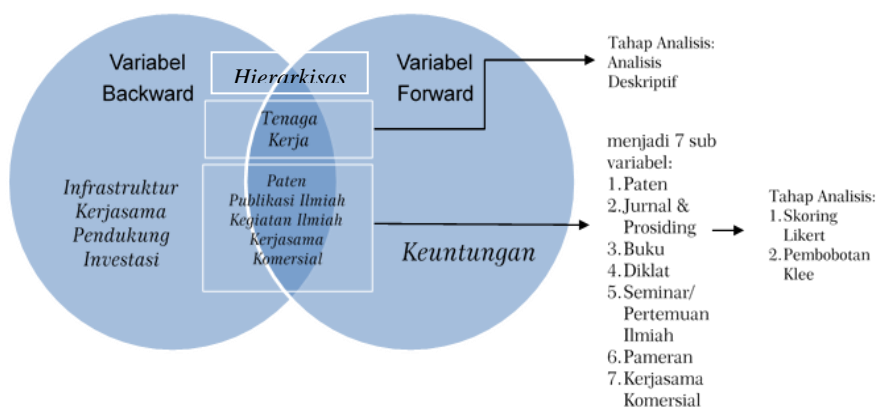 Variabel
Backward
Hierarkisas
Variabel
Forward
Tenaga
Kerja
Infrastruktur
Kerjasama
Pendukung
Investasi
Paten
Publikasi Ilmiah
Kegiatan Ilmiah
Kerjasama
Komersial
Keuntungan
Tahap Analisis:
Analisis
Deskriptif
menjadi 7 sub
variabel:
1. Paten
2. Jurnal &
Prosiding
3. Buku
4. Diklat
5. Seminar/
Pertemuan
Ilmiah
6. Pameran
7. Kerjasama
Komersial
Tahap Analisis:
1. Skoring
Likert
2. Pembobotan
Klee